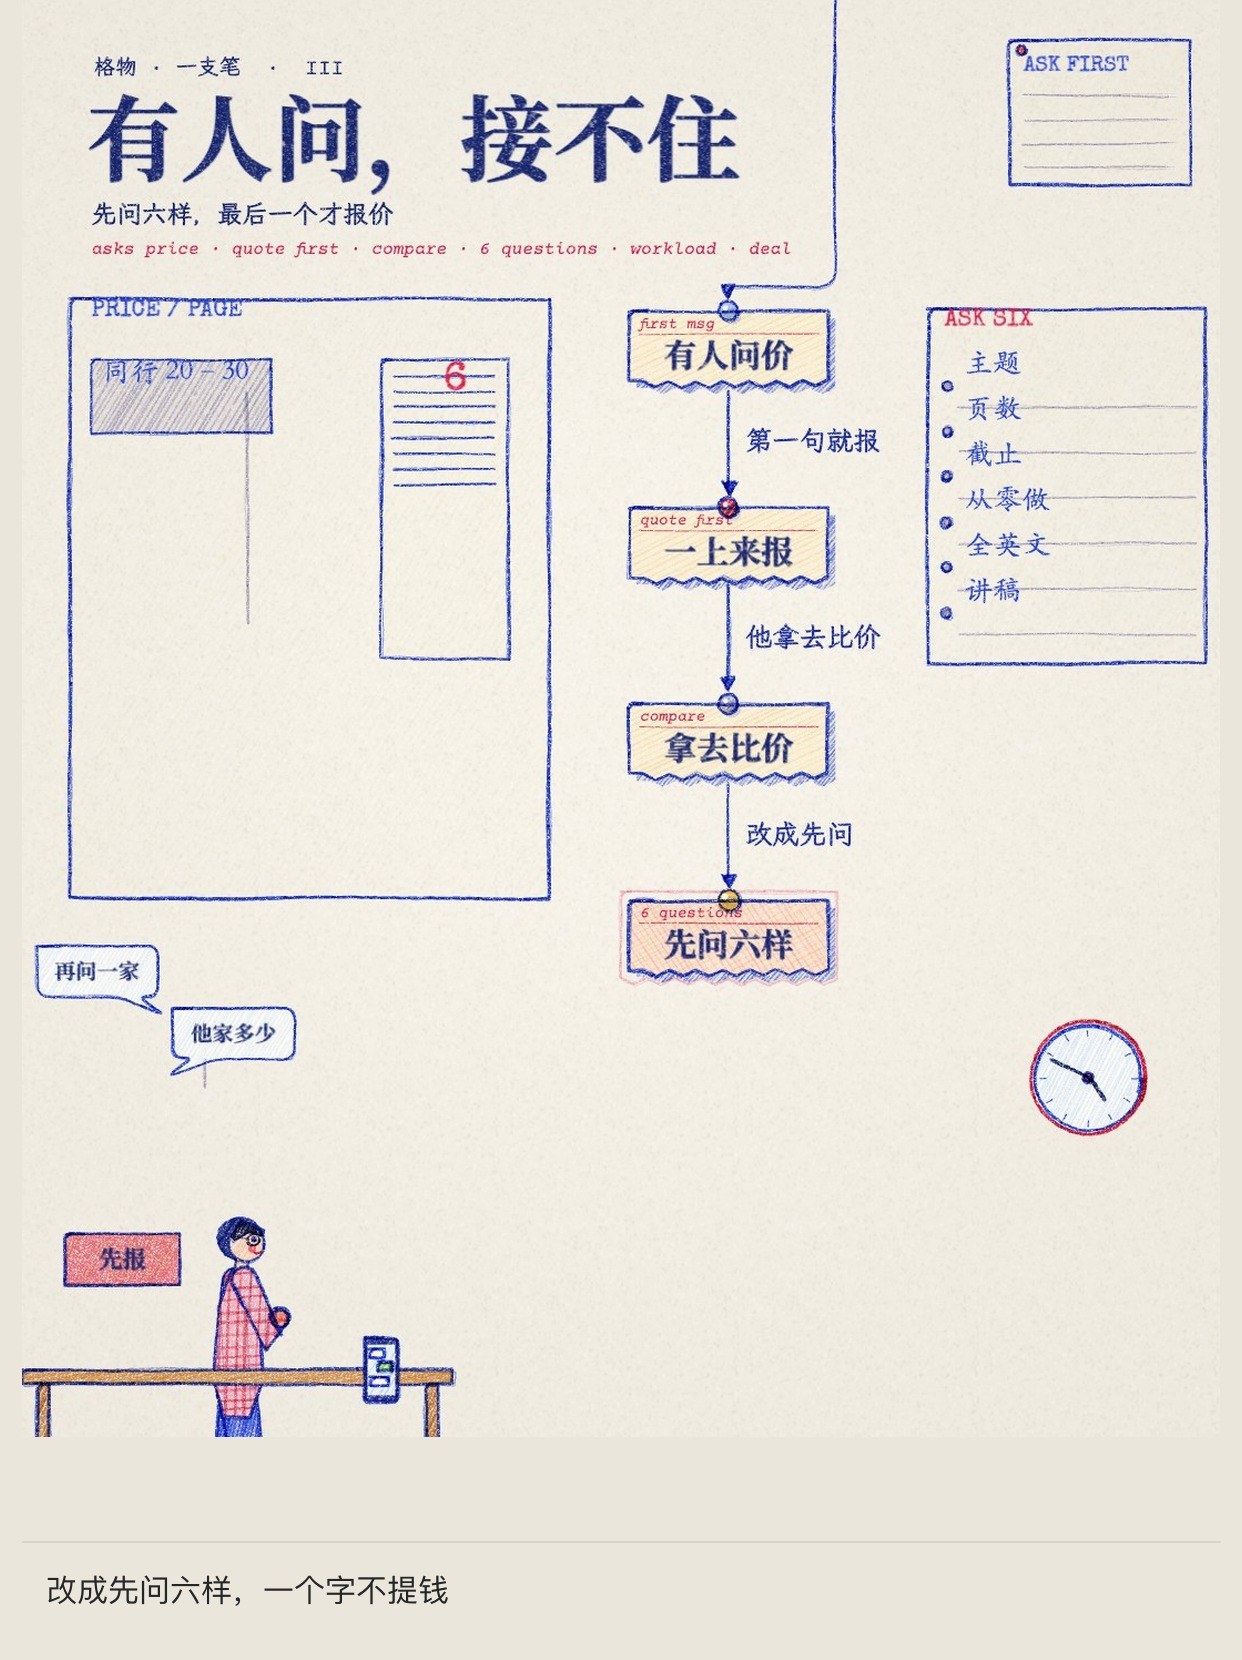 格物 · 一支笔 · III
有人问，接不住
先问六样，最后一个才报价
asks price · quote first · compare · 6 questions · workload · deal
ASK FIRST
PRICE / PAGE
同行 20 – 30
6
first msg
有人问价
第一句就报
quote first
一上来报
他拿去比价
compare
拿去比价
改成先问
6 questions
先问六样
ASK SIX
主题
页数
截止
从零做
全英文
讲稿
再问一家
他家多少
先报
改成先问六样，一个字不提钱